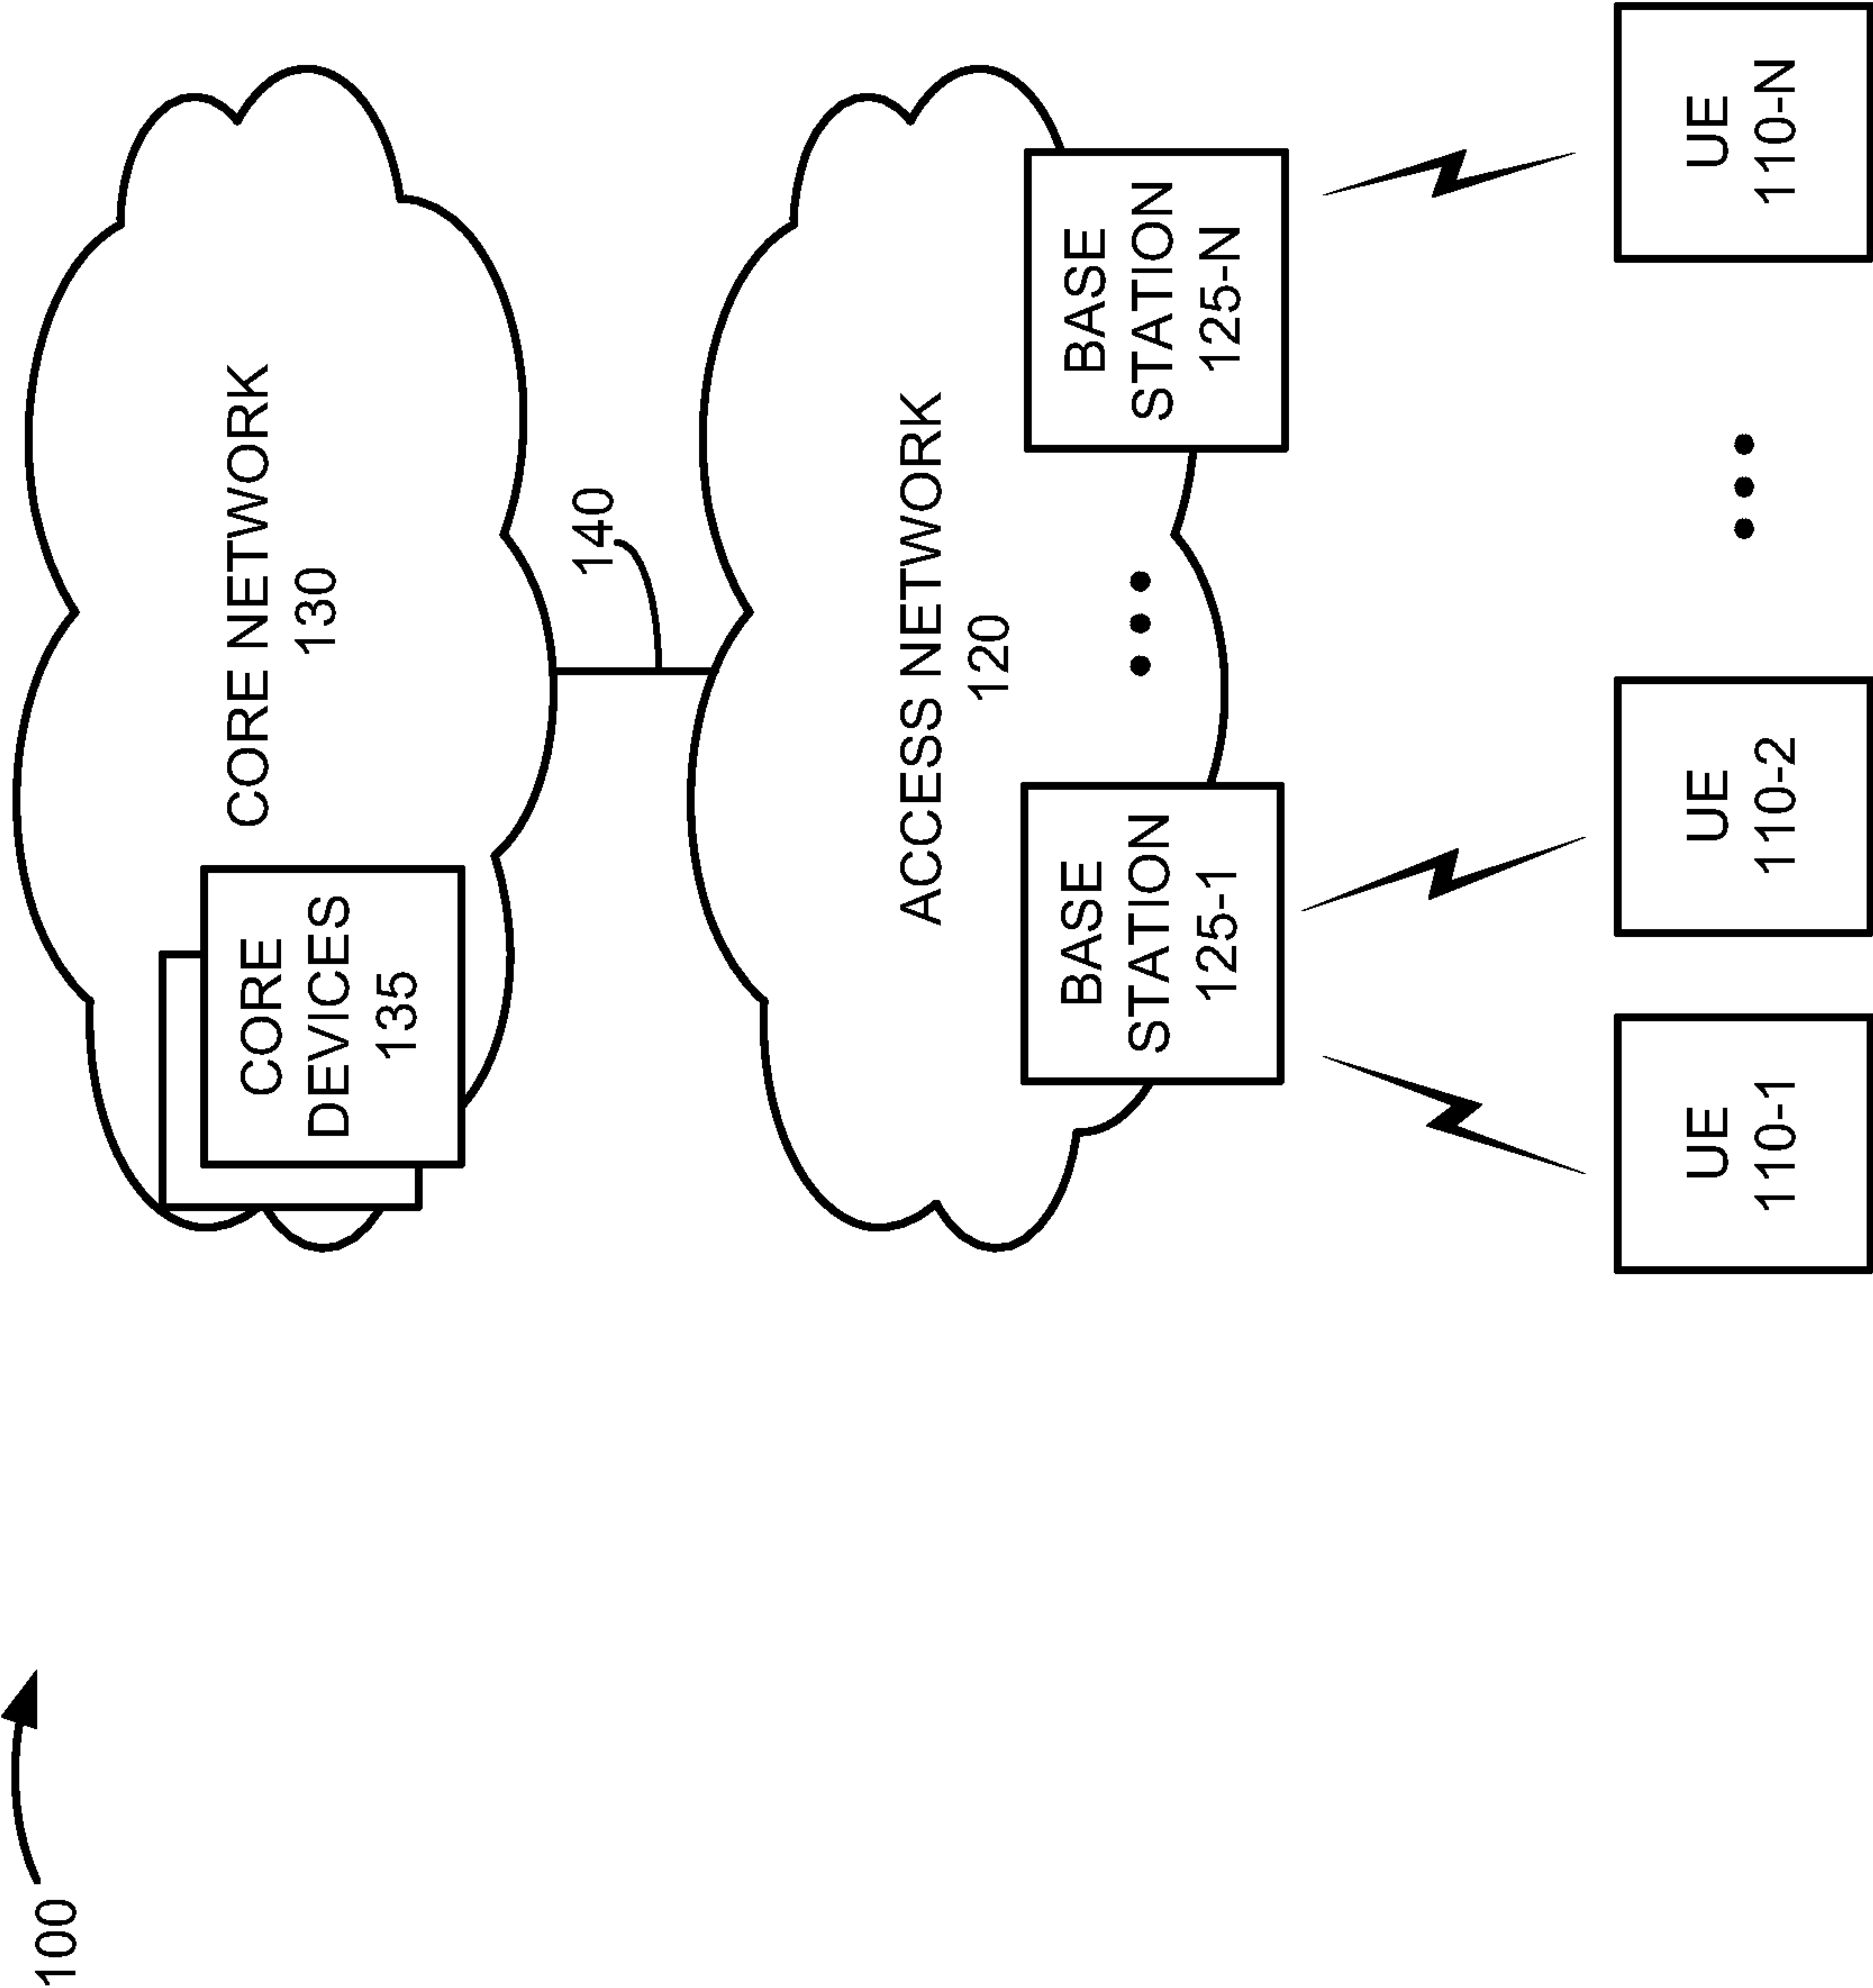 100
CORE NETWORK
130
CORE
DEVICES
135
140
ACCESS NETWORK
120
BASE
STATION
125-1
BASE
STATION
125-N
UE
110-1
UE
110-2
UE
110-N